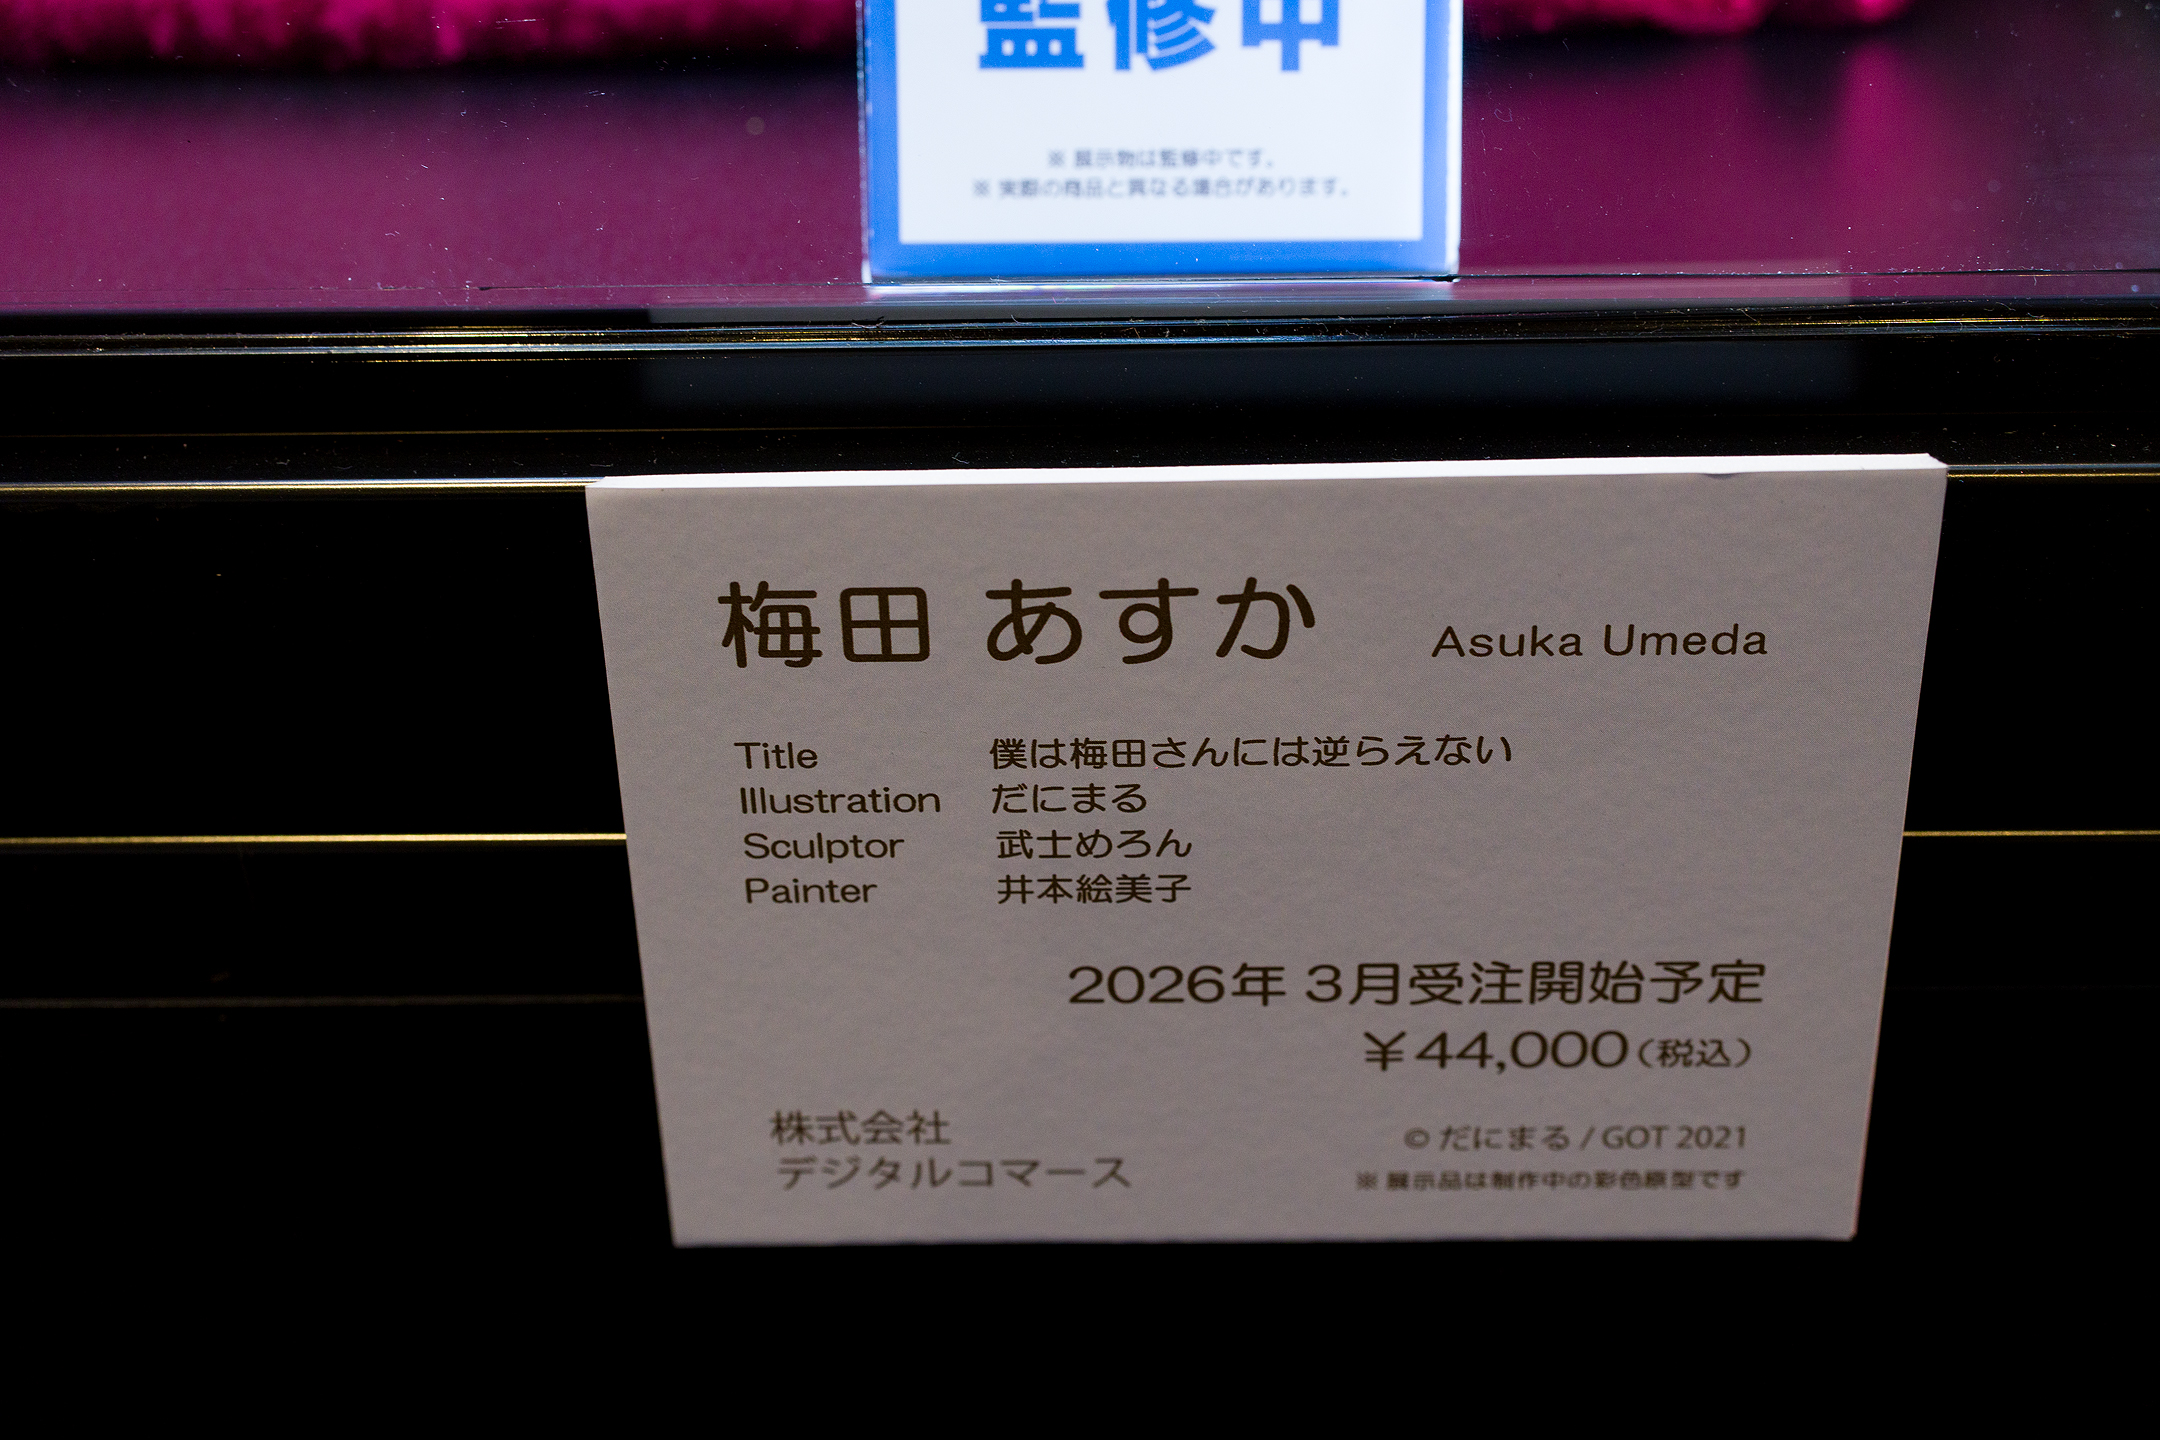 監修中
※ 展示物は監修中です。
※ 実際の商品と異なる場合があります。
梅田 あすか Asuka Umeda
Title 僕は梅田さんには逆らえない
Illustration だにまる
Sculptor 武士めろん
Painter 井本絵美子
2026年 3月受注開始予定
¥44,000(税込)
株式会社
デジタルコマース
© だにまる / GOT 2021
※ 展示品は制作中の彩色原型です